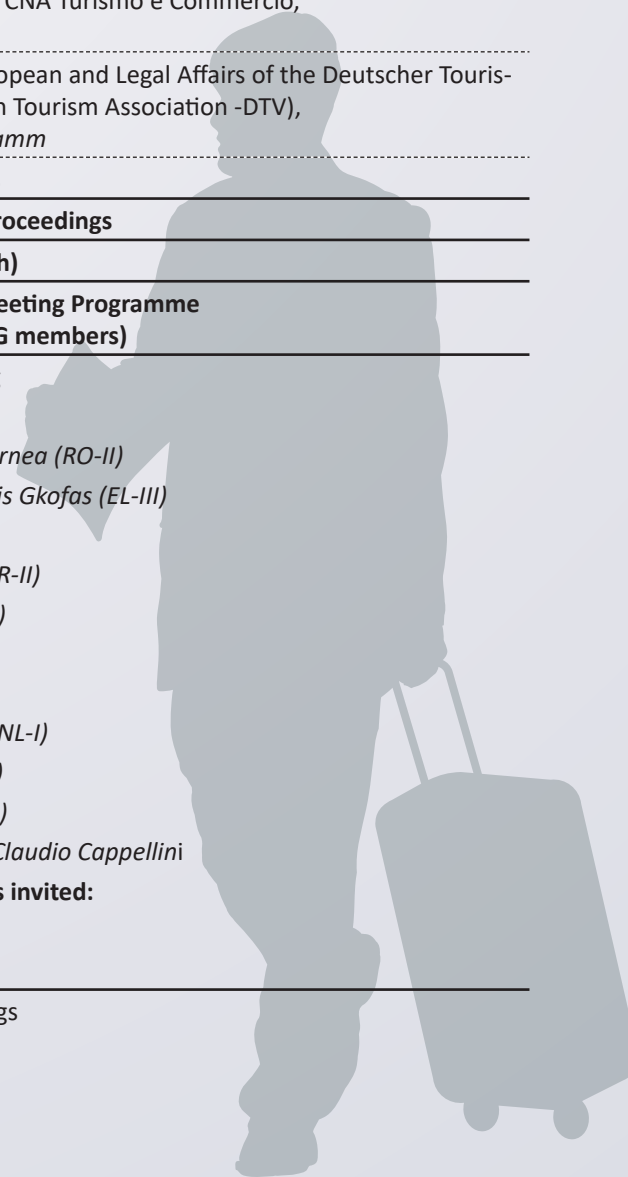 CNA Turismo e Commercio,
opean and Legal Affairs of the Deutscher Touris-
n Tourism Association -DTV),
amm
roceedings
h)
eeting Programme
G members)
rnea (RO-II)
is Gkofas (EL-III)
R-II)
)
NL-I)
)
)
Claudio Cappellini
s invited:
gs